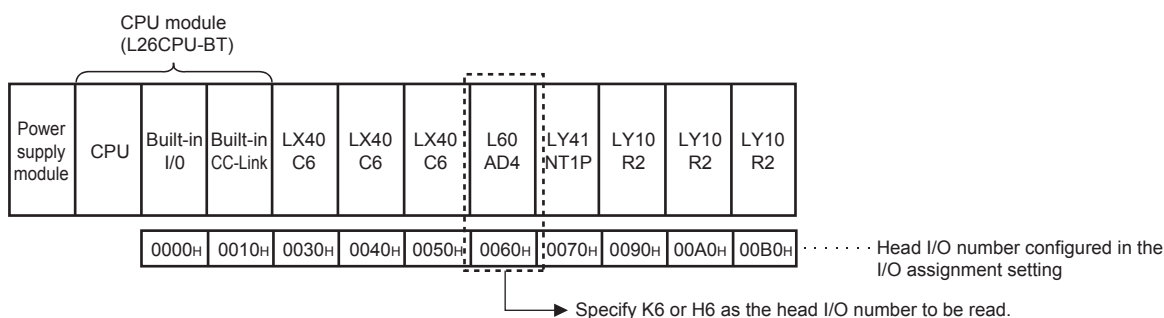 CPU module
(L26CPU-BT)
Power
supply
module
CPU
Built-in
I/0
Built-in
CC-Link
LX40
C6
LX40
C6
LX40
C6
L60
AD4
LY41
NT1P
LY10
R2
LY10
R2
LY10
R2
0000H
0010H
0030H
0040H
0050H
0060H
0070H
0090H
00A0H
00B0H
Head I/O number configured in the
I/O assignment setting
Specify K6 or H6 as the head I/O number to be read.